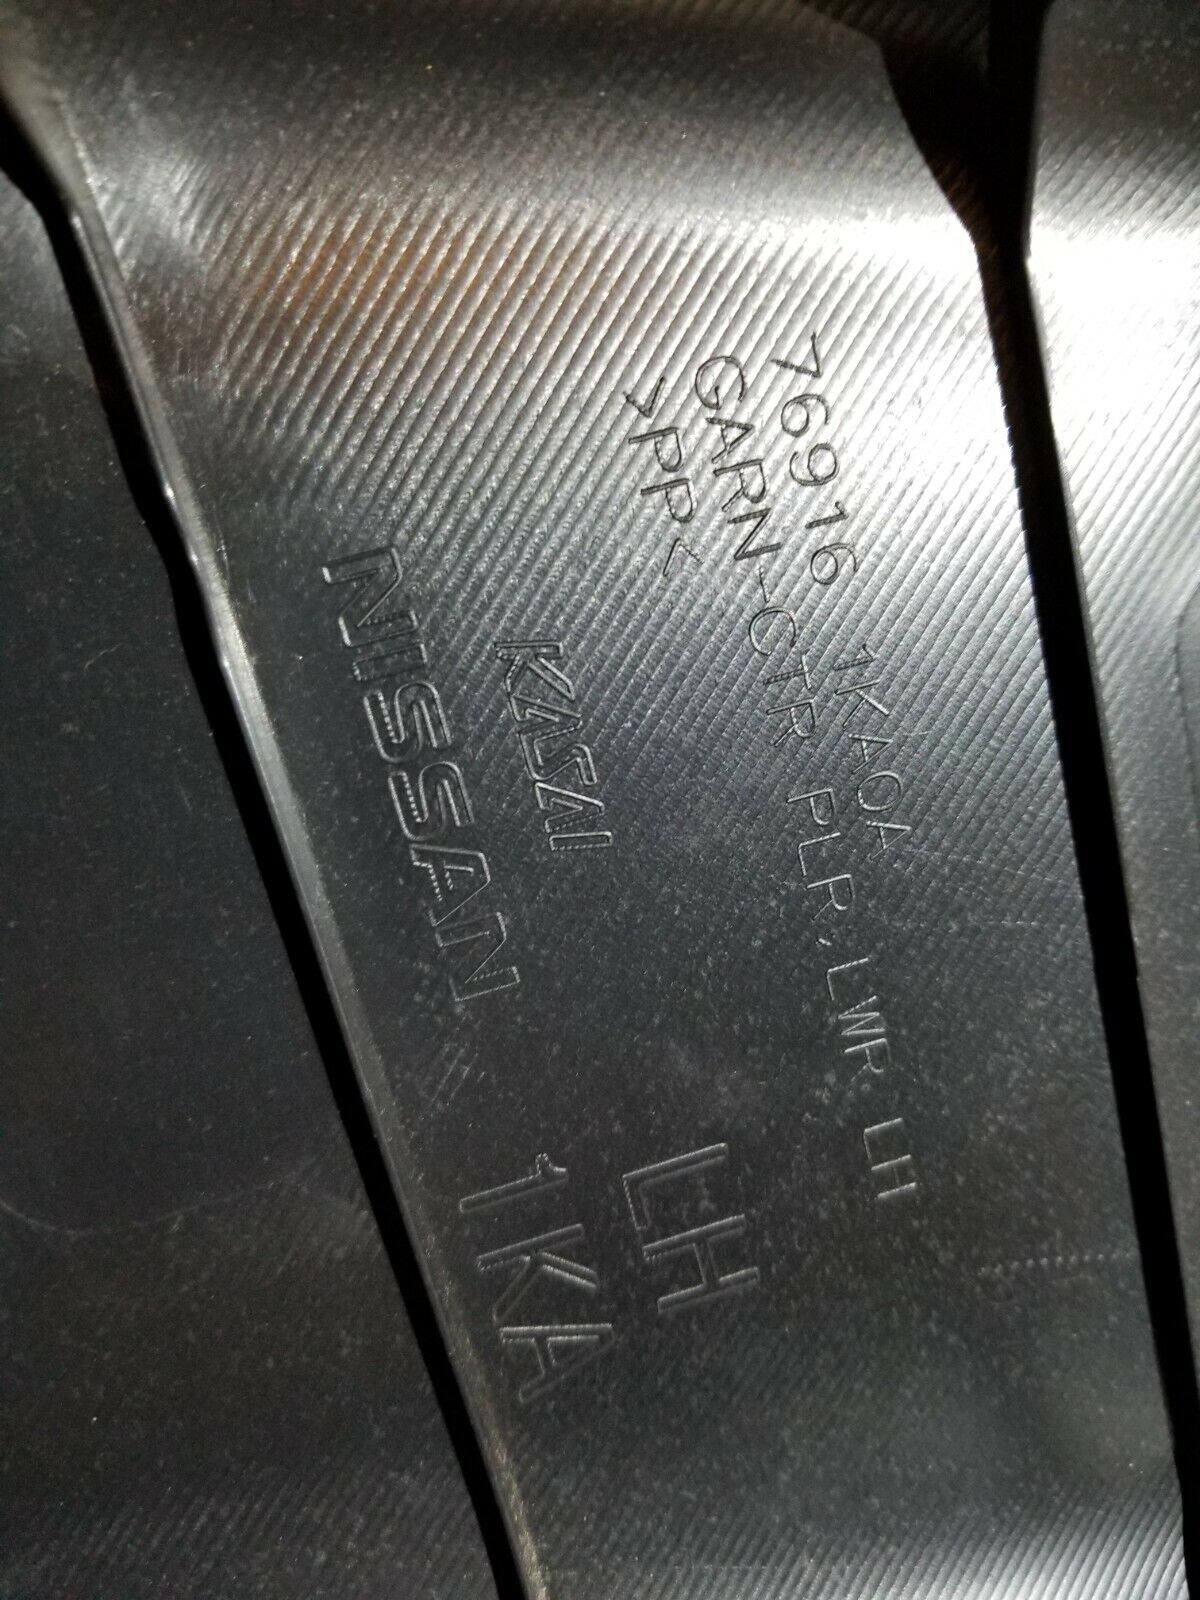 76916 1KA0A
GARN-CTR PLR,LWR LH
>PP<
KASAI
NISSAN
LH
1KA